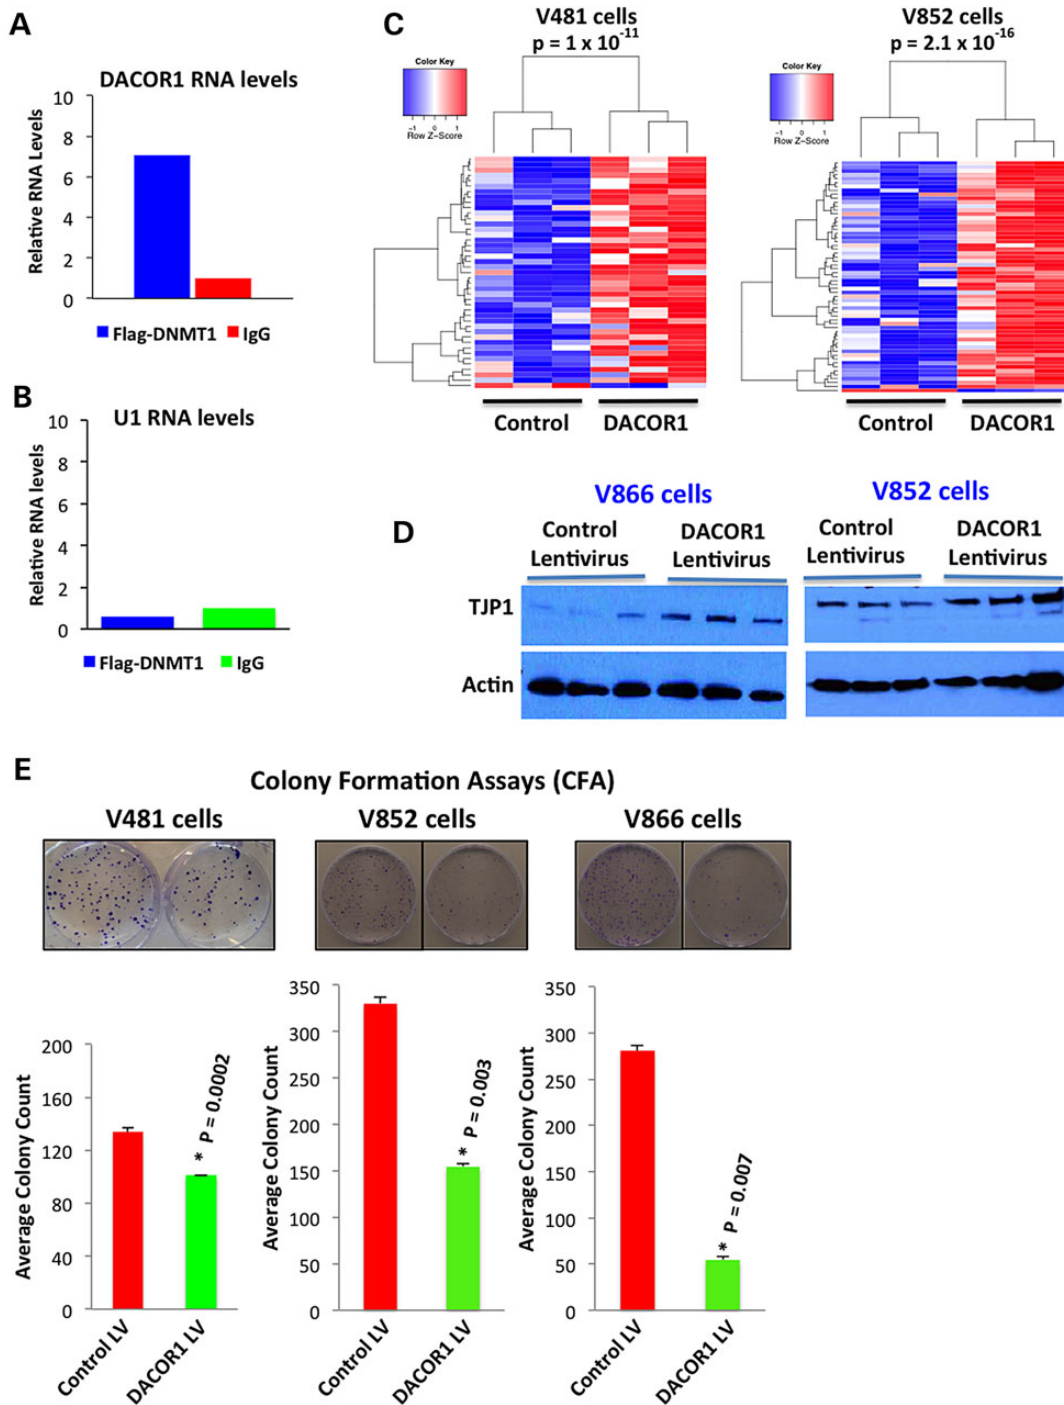 A
DACOR1 RNA levels
Relative RNA Levels
10
8
6
4
2
0
Flag-DNMT1 IgG
B
U1 RNA levels
Relative RNA levels
10
8
6
4
2
0
Flag-DNMT1 IgG
C
V481 cells
p = 1 x 10-11
Color Key
-1 0 1
Row Z-Score
Control DACOR1
V852 cells
p = 2.1 x 10-16
Color Key
-1 0 1
Row Z-Score
Control DACOR1
D
V866 cells
Control
Lentivirus
DACOR1
Lentivirus
V852 cells
Control
Lentivirus
DACOR1
Lentivirus
TJP1
Actin
E
Colony Formation Assays (CFA)
V481 cells
V852 cells
V866 cells
Average Colony Count
200
160
120
80
40
0
* P = 0.0002
Control LV
DACOR1 LV
Average Colony Count
350
300
250
200
150
100
50
0
* P = 0.003
Control LV
DACOR1 LV
Average Colony Count
350
300
250
200
150
100
50
0
* P = 0.007
Control LV
DACOR1 LV